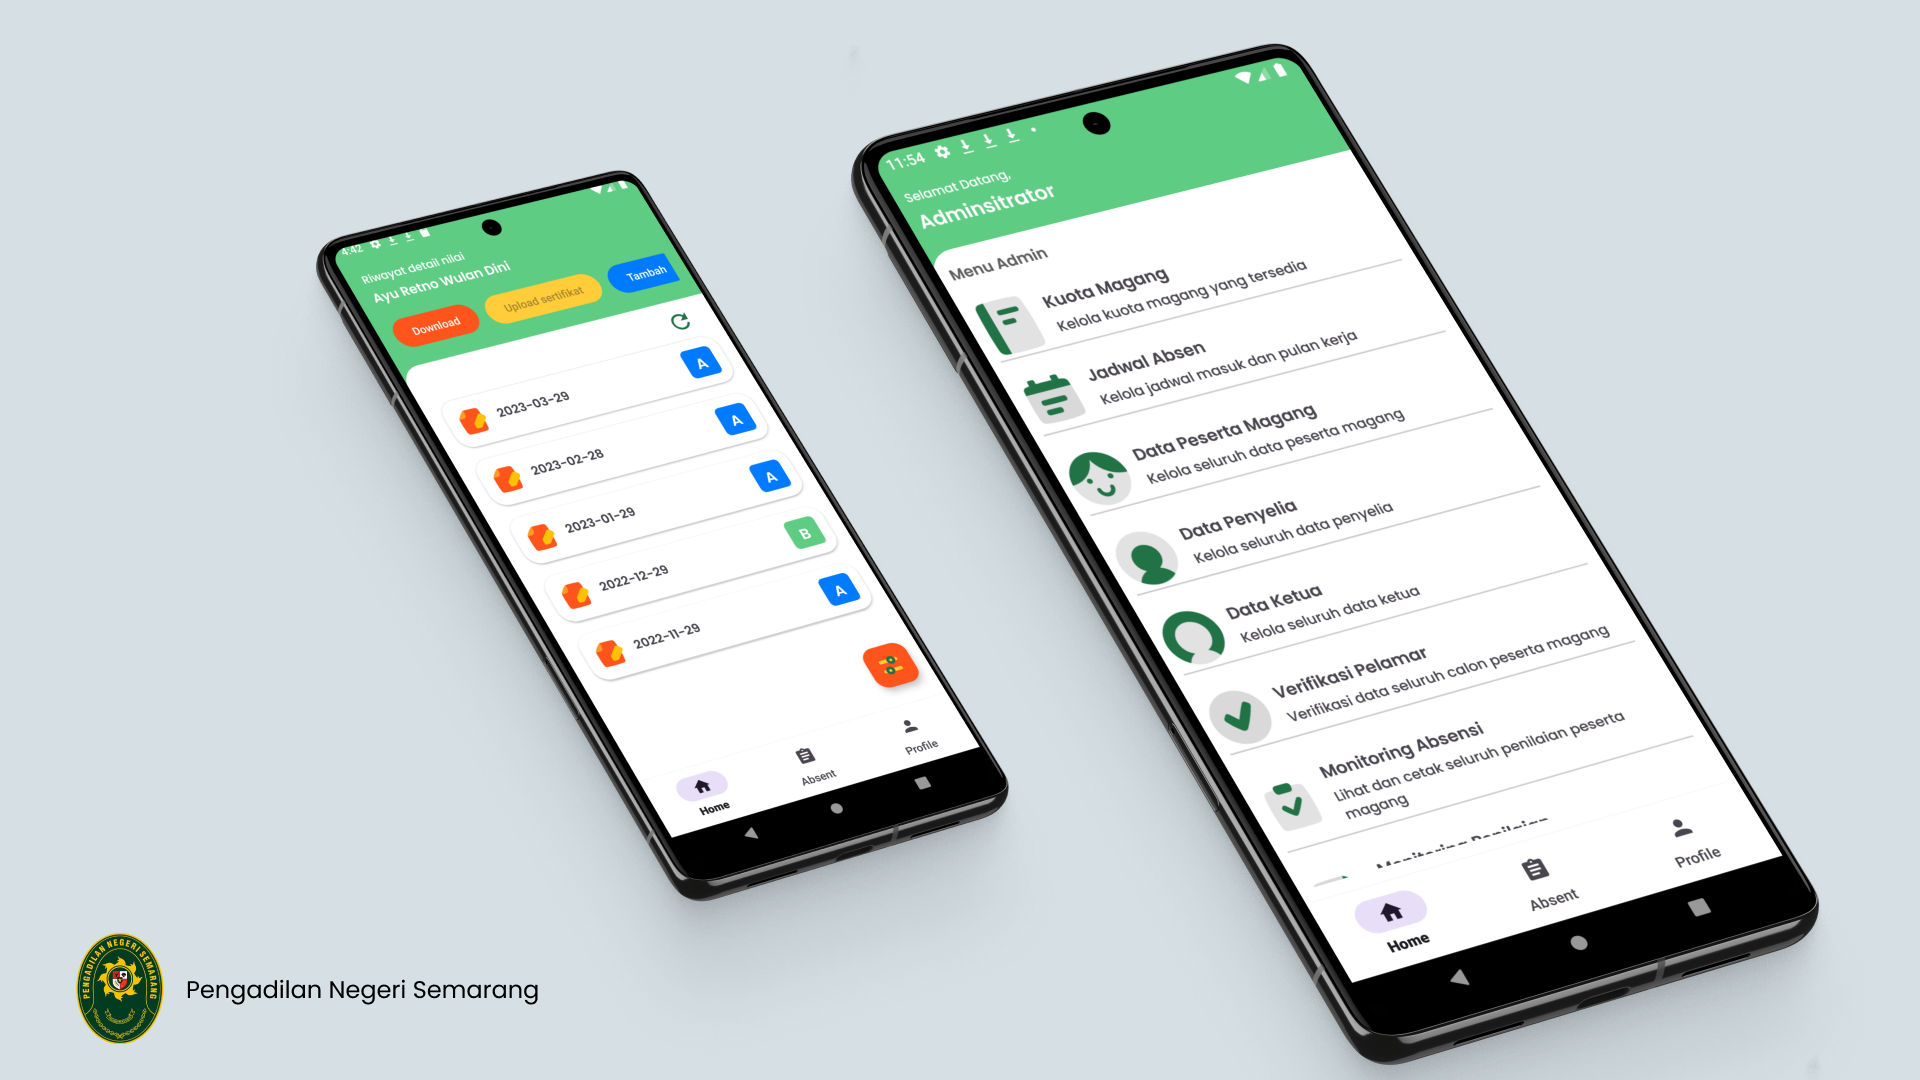 4:42
Riwayat detail nilai
Ayu Retno Wulan Dini
Download
Upload sertifikat
Tambah
2023-03-29
A
2023-02-28
A
2023-01-29
A
2022-12-29
B
2022-11-29
A
Home
Absent
Profile
11:54
Selamat Datang,
Adminsitrator
Menu Admin
Kuota Magang
Kelola kuota magang yang tersedia
Jadwal Absen
Kelola jadwal masuk dan pulan kerja
Data Peserta Magang
Kelola seluruh data peserta magang
Data Penyelia
Kelola seluruh data penyelia
Data Ketua
Kelola seluruh data ketua
Verifikasi Pelamar
Verifikasi data seluruh calon peserta magang
Monitoring Absensi
Lihat dan cetak seluruh penilaian peserta
magang
Monitoring Penilaian
Home
Absent
Profile
PENGADILAN NEGERI SEMARANG
Pengadilan Negeri Semarang